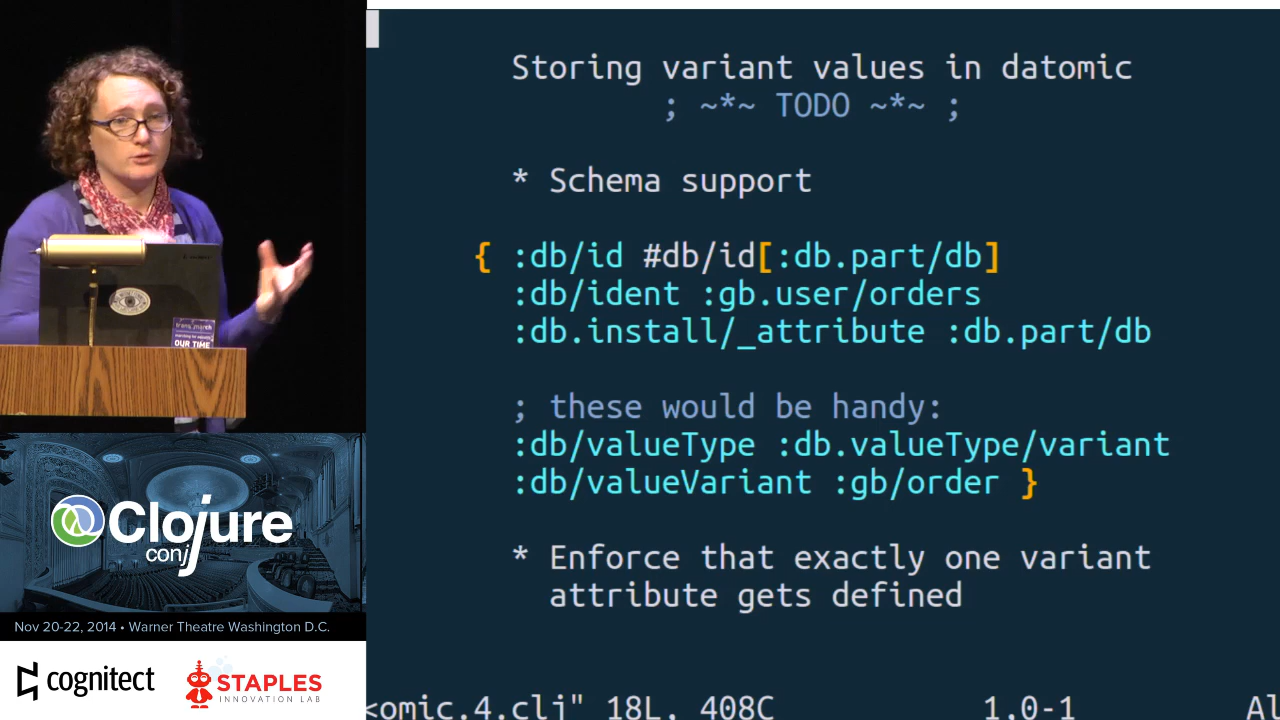 Storing variant values in datomic
; ~*~ TODO ~*~ ;
* Schema support
{ :db/id #db/id[:db.part/db]
:db/ident :gb.user/orders
:db.install/_attribute :db.part/db
; these would be handy:
:db/valueType :db.valueType/variant
:db/valueVariant :gb/order }
* Enforce that exactly one variant
attribute gets defined
<omic.4.clj" 18L, 408C 1,0-1 Al
OUR TIME
Clojure
conj
Nov 20-22, 2014 • Warner Theatre Washington D.C.
cognitect
STAPLES
INNOVATION LAB